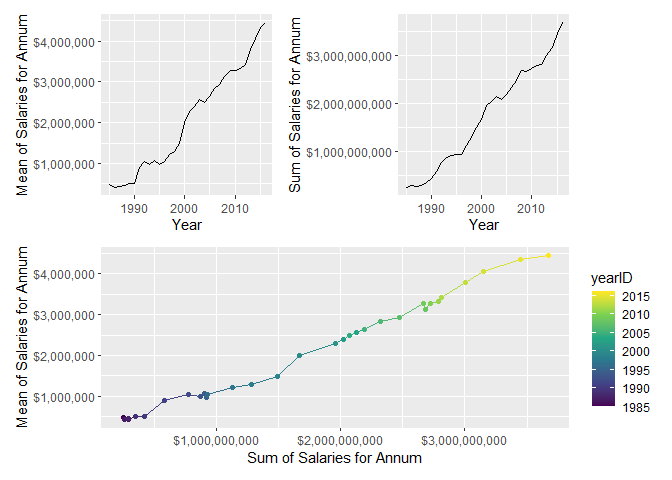 Mean of Salaries for Annum
$4,000,000
$3,000,000
$2,000,000
$1,000,000
1990 2000 2010
Year
Sum of Salaries for Annum
$3,000,000,000
$2,000,000,000
$1,000,000,000
1990 2000 2010
Year
Mean of Salaries for Annum
$4,000,000
$3,000,000
$2,000,000
$1,000,000
$1,000,000,000 $2,000,000,000 $3,000,000,000
Sum of Salaries for Annum
yearID
2015
2010
2005
2000
1995
1990
1985